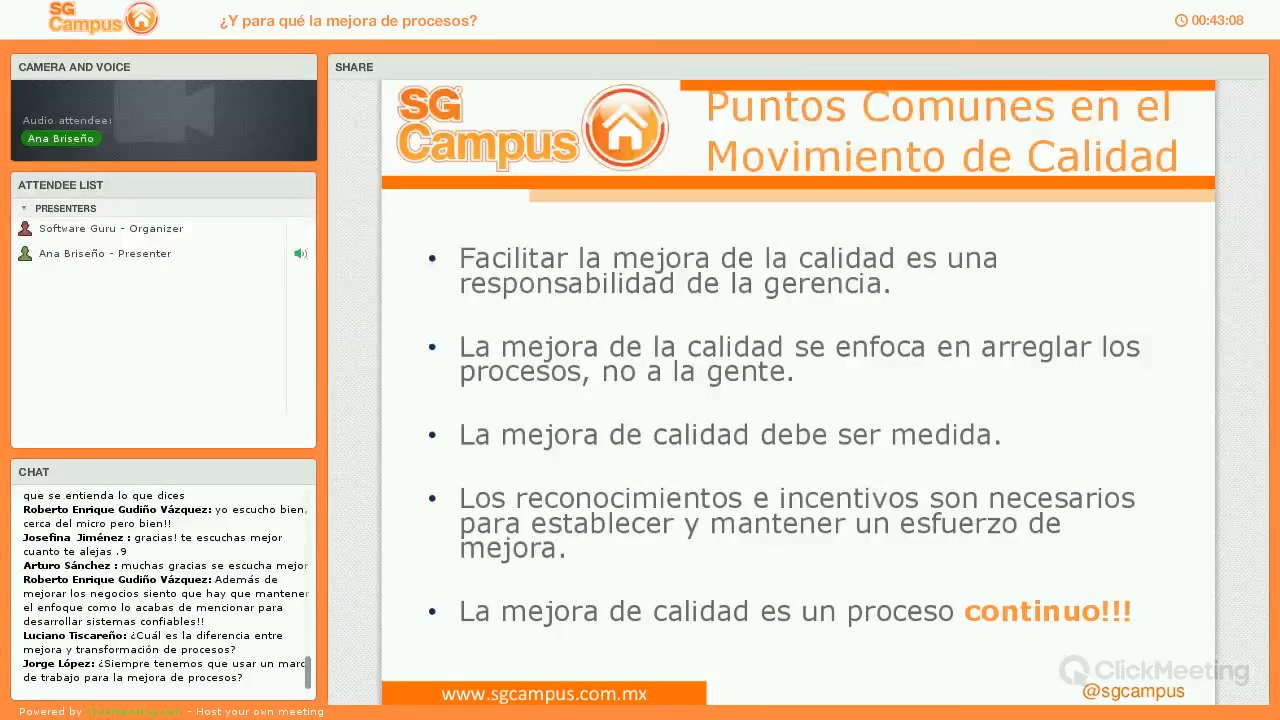 SG
Campus
¿Y para qué la mejora de procesos?
00:43:08
CAMERA AND VOICE
Audio attendee:
Ana Briseño
ATTENDEE LIST
PRESENTERS
Software Guru - Organizer
Ana Briseño - Presenter
CHAT
que se entienda lo que dices
Roberto Enrique Gudiño Vázquez: yo escucho bien,
cerca del micro pero bien!!
Josefina Jiménez : gracias! te escuchas mejor
cuanto te alejas .9
Arturo Sánchez : muchas gracias se escucha mejor
Roberto Enrique Gudiño Vázquez: Además de
mejorar los negocios siento que hay que mantener
el enfoque como lo acabas de mencionar para
desarrollar sistemas confiables!!
Luciano Tiscareño: ¿Cuál es la diferencia entre
mejora y transformación de procesos?
Jorge López: ¿Siempre tenemos que usar un marc
de trabajo para la mejora de procesos?
Powered by ClickMeeting.com - Host your own meeting
SHARE
SG
Campus
Puntos Comunes en el
Movimiento de Calidad
• Facilitar la mejora de la calidad es una
responsabilidad de la gerencia.
• La mejora de la calidad se enfoca en arreglar los
procesos, no a la gente.
• La mejora de calidad debe ser medida.
• Los reconocimientos e incentivos son necesarios
para establecer y mantener un esfuerzo de
mejora.
• La mejora de calidad es un proceso continuo!!!
www.sgcampus.com.mx
ClickMeeting
@sgcampus